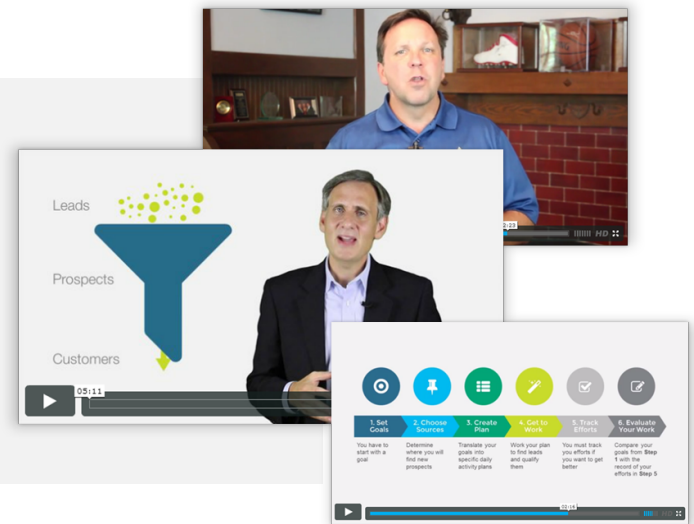 2:23
HD
Leads
Prospects
Customers
05:11
1. Set
Goals
2. Choose
Sources
3. Create
Plan
4. Get to
Work
5. Track
Efforts
6. Evaluate
Your Work
You have to
start with a
goal
Determine
where you will
find new
prospects
Translate your
goals into
specific daily
activity plans
Work your plan
to find leads
and qualify
them
You must track
you efforts if
you want to get
better
Compare your
goals from Step
1 with the
record of your
efforts in Step 5
02:14
HD